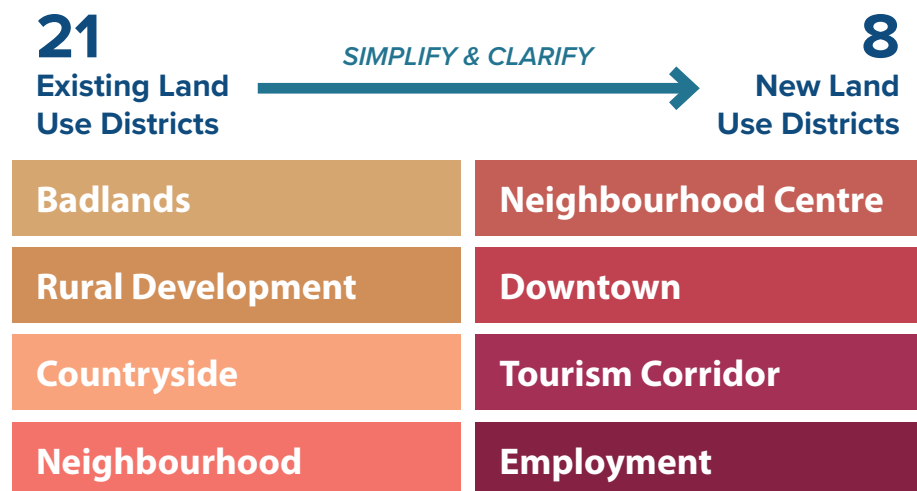 21
Existing Land
Use Districts
SIMPLIFY & CLARIFY
8
New Land
Use Districts
Badlands
Rural Development
Countryside
Neighbourhood
Neighbourhood Centre
Downtown
Tourism Corridor
Employment